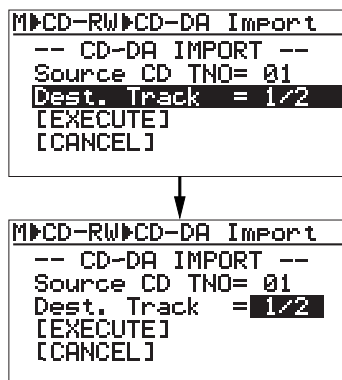 M▶CD-RW▶CD-DA Import
-- CD-DA IMPORT --
Source CD TNO= 01
Dest. Track = 1/2
[EXECUTE]
[CANCEL]
M▶CD-RW▶CD-DA Import
-- CD-DA IMPORT --
Source CD TNO= 01
Dest. Track = 1/2
[EXECUTE]
[CANCEL]